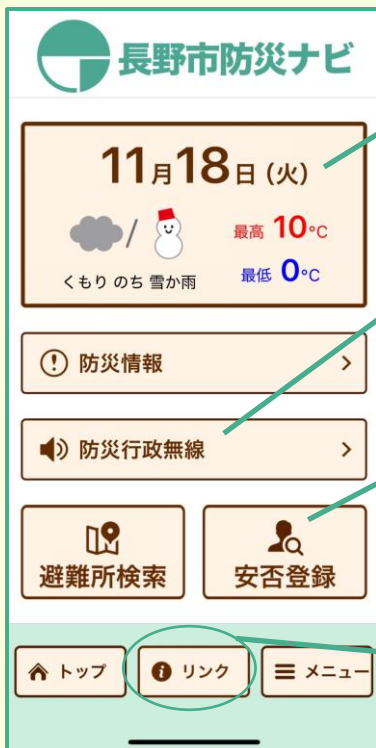 長野市防災ナビ
11月18日(火)
最高 10℃
くもり のち 雪か雨
最低 0℃
防災情報
防災行政無線
避難所検索 安否登録
トップ リンク メニュー